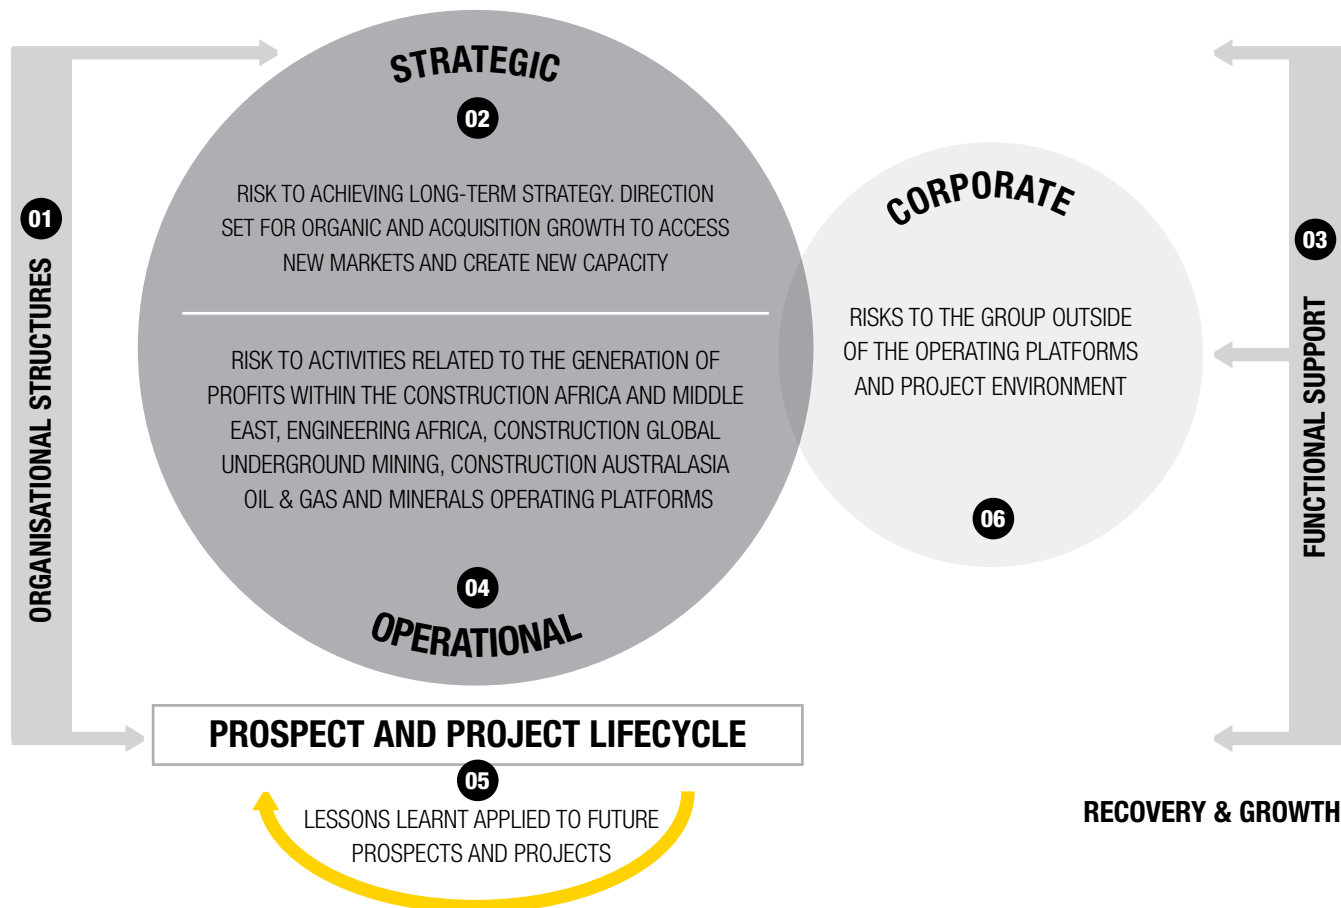 01
ORGANISATIONAL STRUCTURES
STRATEGIC
02
RISK TO ACHIEVING LONG-TERM STRATEGY. DIRECTION
SET FOR ORGANIC AND ACQUISITION GROWTH TO ACCESS
NEW MARKETS AND CREATE NEW CAPACITY
RISK TO ACTIVITIES RELATED TO THE GENERATION OF
PROFITS WITHIN THE CONSTRUCTION AFRICA AND MIDDLE
EAST, ENGINEERING AFRICA, CONSTRUCTION GLOBAL
UNDERGROUND MINING, CONSTRUCTION AUSTRALASIA
OIL & GAS AND MINERALS OPERATING PLATFORMS
04
OPERATIONAL
CORPORATE
RISKS TO THE GROUP OUTSIDE
OF THE OPERATING PLATFORMS
AND PROJECT ENVIRONMENT
06
03
FUNCTIONAL SUPPORT
PROSPECT AND PROJECT LIFECYCLE
05
LESSONS LEARNT APPLIED TO FUTURE
PROSPECTS AND PROJECTS
RECOVERY & GROWTH